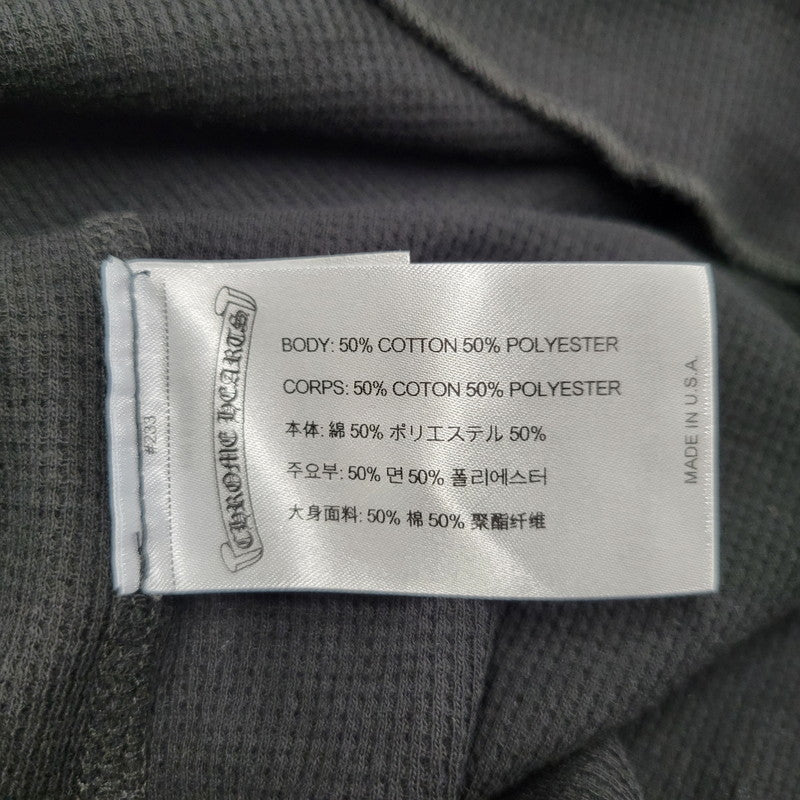 CHROME HEARTS
#233
BODY: 50% COTTON 50% POLYESTER
CORPS: 50% COTON 50% POLYESTER
本体: 綿 50% ポリエステル 50%
주요부: 50% 면 50% 폴리에스터
大身面料: 50% 棉 50% 聚酯纤维
MADE IN U.S.A.